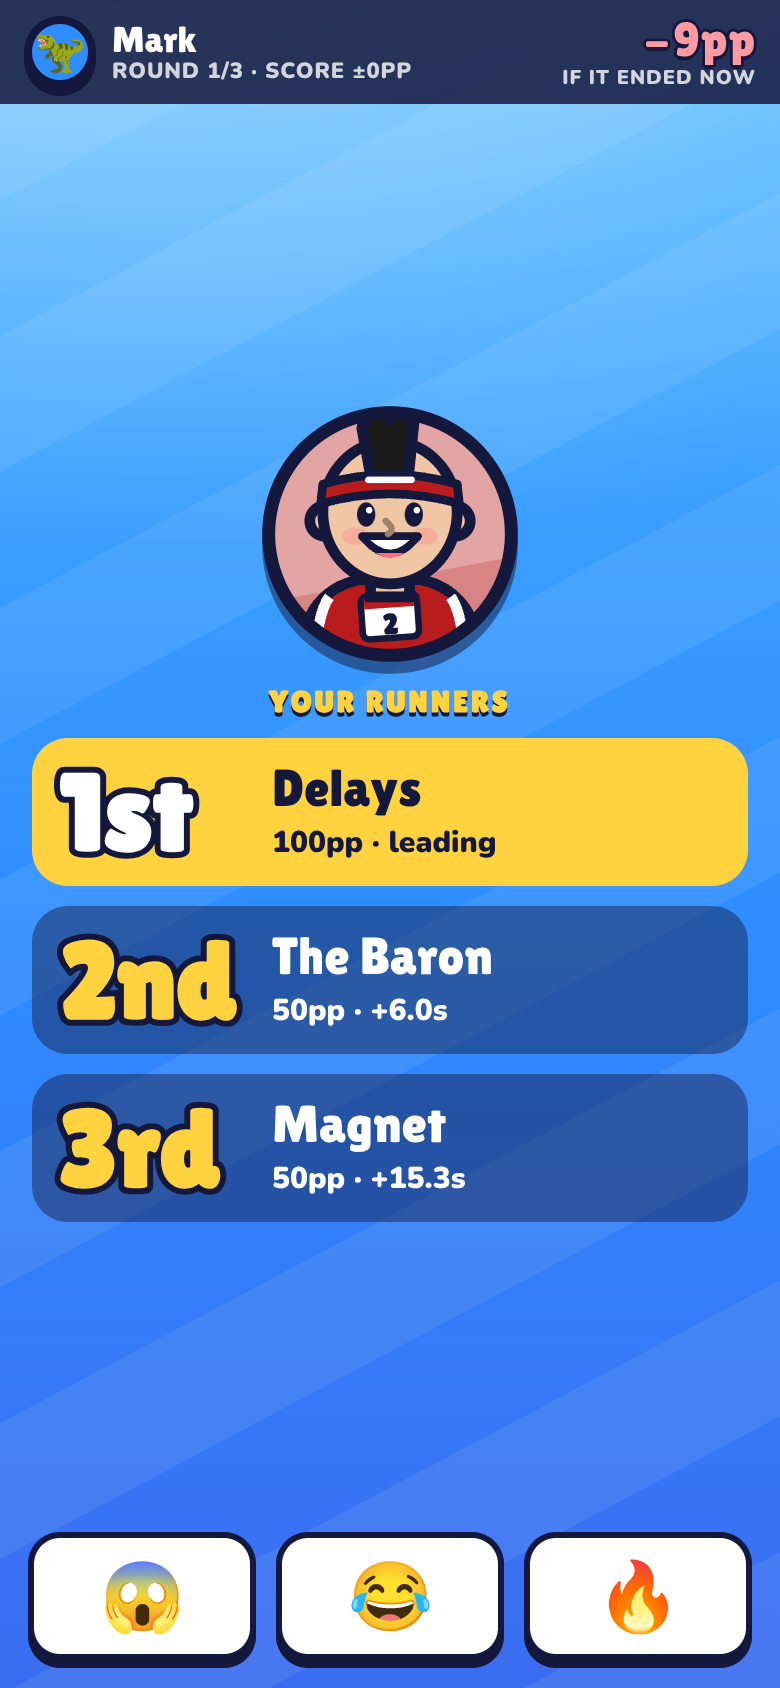 Mark
ROUND 1/3 · SCORE ±0PP
–9pp
IF IT ENDED NOW
2
YOUR RUNNERS
1st
Delays
100pp · leading
2nd
The Baron
50pp · +6.0s
3rd
Magnet
50pp · +15.3s